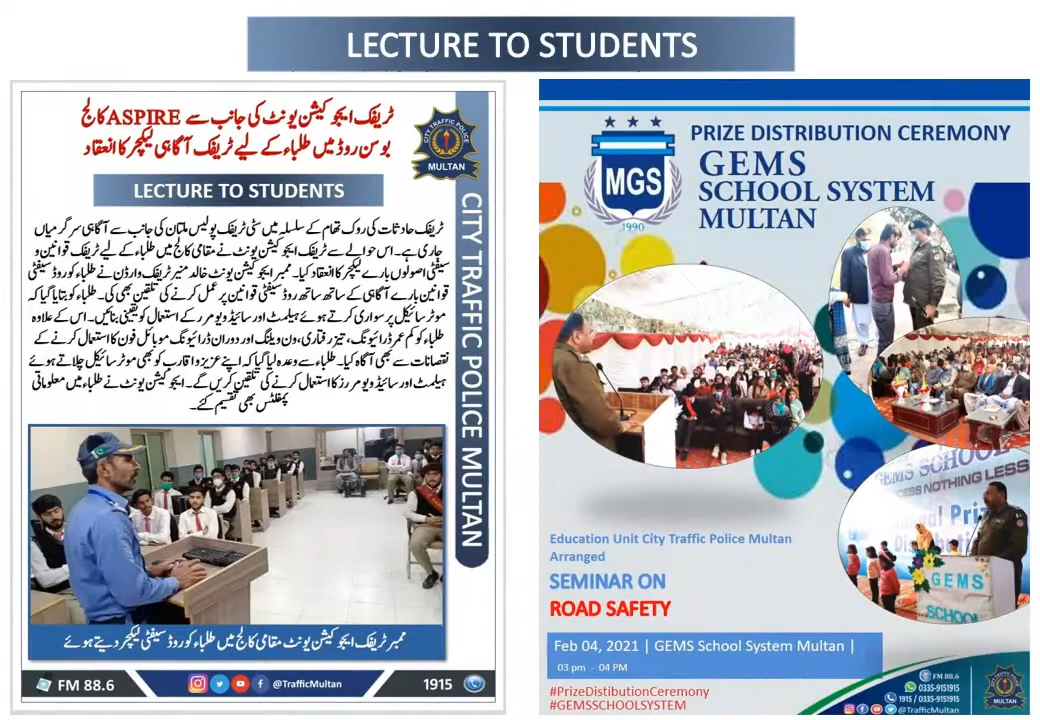 LECTURE TO STUDENTS
ٹریفک ایجوکیشن یونٹ کی جانب سے ASPIRE کالج
بوسن روڈ میں طلباء کے لیے ٹریفک آگاہی لیکچر کا انعقاد
CITY TRAFFIC POLICE
MULTAN
LECTURE TO STUDENTS
CITY TRAFFIC POLICE MULTAN
ٹریفک حادثات کی روک تھام کے سلسلہ میں سٹی ٹریفک پولیس ملتان کی جانب سے آگاہی سرگرمیاں
جاری ہے۔ اس حوالے سے ٹریفک ایجوکیشن یونٹ نے مقامی کالج میں طلباء کے لیے ٹریفک قوانین و
سیفٹی اصولوں بارے لیکچر کا انعقاد کیا۔ ممبر ایجوکیشن یونٹ خالد منیر ٹریفک وارڈن نے طلباء کو روڈ سیفٹی
قوانین بارے آگاہی کے ساتھ ساتھ روڈ سیفٹی قوانین پر عمل کرنے کی تلقین بھی کی۔ طلباء کو بتایا گیا کہ
موٹر سائیکل پر سواری کرتے ہوئے ہیلمٹ اور سائیڈ ویو مرر کے استعمال کو یقینی بنائیں۔ اس کے علاوہ
طلباء کو کم عمر ڈرائیونگ، تیز رفتاری، ون ویلنگ اور دوران ڈرائیونگ موبائل فون کا استعمال کرنے کے
نقصانات سے بھی آگاہ کیا۔ طلباء سے وعدہ لیا گیا کہ اپنے عزیز و اقارب کو بھی موٹر سائیکل چلاتے ہوئے
ہیلمٹ اور سائیڈ ویو مررز کا استعمال کرنے کی تلقین کریں گے۔ ایجوکیشن یونٹ نے طلباء میں معلوماتی
پمفلٹس بھی تقسیم کئے۔
ممبر ٹریفک ایجوکیشن یونٹ مقامی کالج میں طلباء کو روڈ سیفٹی لیکچر دیتے ہوئے
FM 88.6
@TrafficMultan
1915
PRIZE DISTRIBUTION CEREMONY
GEMS
SCHOOL SYSTEM
MULTAN
MGS
1990
GEMS SCHOOL
NOTHING LESS
GEMS
SCHOOL
Education Unit City Traffic Police Multan
Arranged
SEMINAR ON
ROAD SAFETY
Feb 04, 2021 | GEMS School System Multan |
03 pm - 04 PM
#PrizeDistibutionCeremony
#GEMSSCHOOLSYSTEM
FM 88.6
0335-9151915
1915 / 0335-9151915
@TrafficMultan
MULTAN